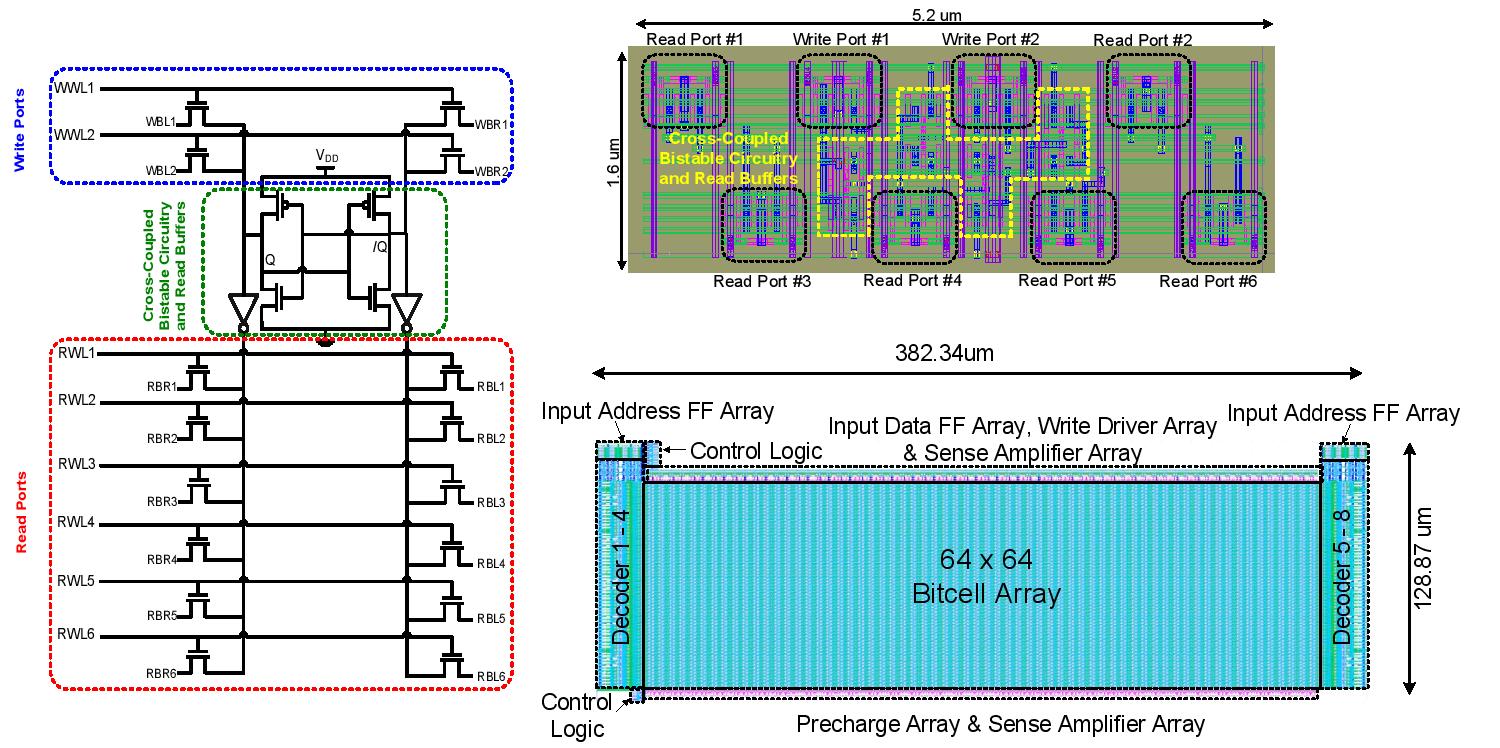 Write Ports
WWL1
WBL1
WBR1
WWL2
WBL2
WBR2
VDD
Cross-Coupled
Bistable Circuitry
and Read Buffers
Q
/Q
Read Ports
RWL1
RBR1
RBL1
RWL2
RBR2
RBL2
RWL3
RBR3
RBL3
RWL4
RBR4
RBL4
RWL5
RBR5
RBL5
RWL6
RBR6
RBL6
5.2 um
Read Port #1
Write Port #1
Write Port #2
Read Port #2
1.6 um
Cross-Coupled
Bistable Circuitry
and Read Buffers
Read Port #3
Read Port #4
Read Port #5
Read Port #6
382.34um
Input Address FF Array
Input Data FF Array, Write Driver Array
& Sense Amplifier Array
Input Address FF Array
Control Logic
Decoder 1 - 4
64 x 64
Bitcell Array
Decoder 5 - 8
128.87 um
Control
Logic
Precharge Array & Sense Amplifier Array